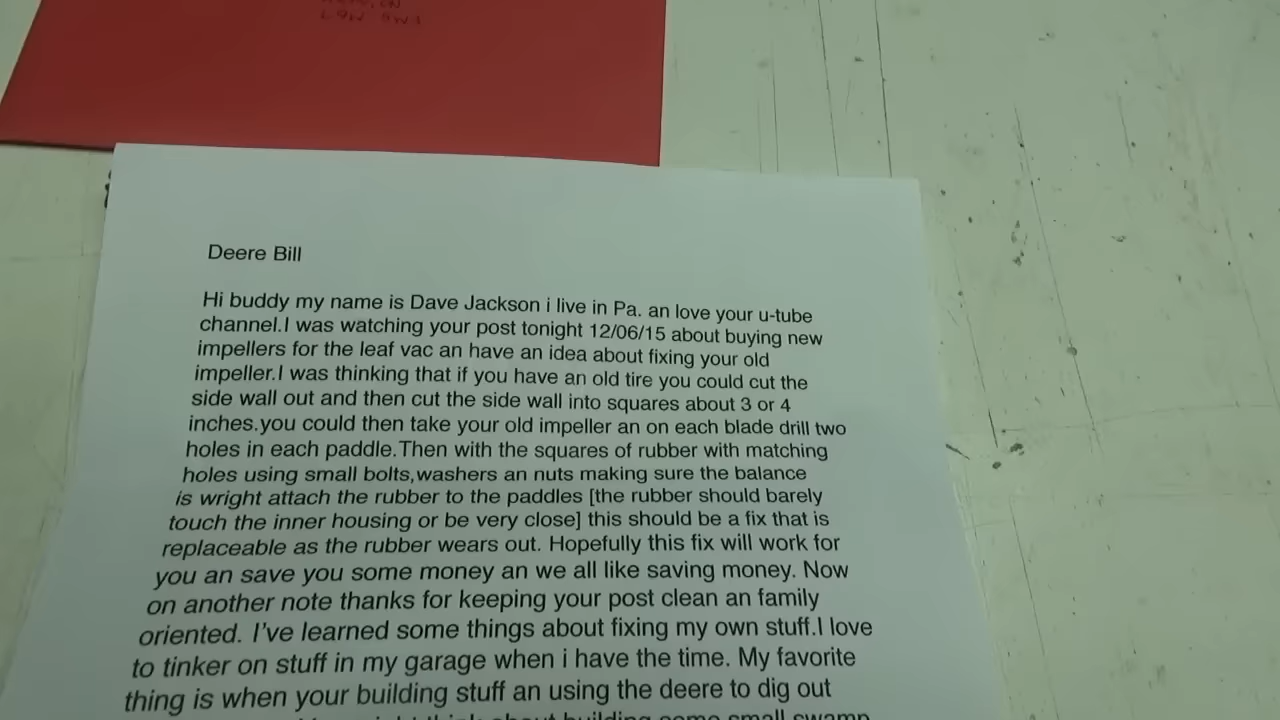 L9W 5W1
Deere Bill
Hi buddy my name is Dave Jackson i live in Pa. an love your u-tube
channel.I was watching your post tonight 12/06/15 about buying new
impellers for the leaf vac an have an idea about fixing your old
impeller.I was thinking that if you have an old tire you could cut the
side wall out and then cut the side wall into squares about 3 or 4
inches.you could then take your old impeller an on each blade drill two
holes in each paddle.Then with the squares of rubber with matching
holes using small bolts,washers an nuts making sure the balance
is wright attach the rubber to the paddles [the rubber should barely
touch the inner housing or be very close] this should be a fix that is
replaceable as the rubber wears out. Hopefully this fix will work for
you an save you some money an we all like saving money. Now
on another note thanks for keeping your post clean an family
oriented. I've learned some things about fixing my own stuff.I love
to tinker on stuff in my garage when i have the time. My favorite
thing is when your building stuff an using the deere to dig out
think about building some small swamp